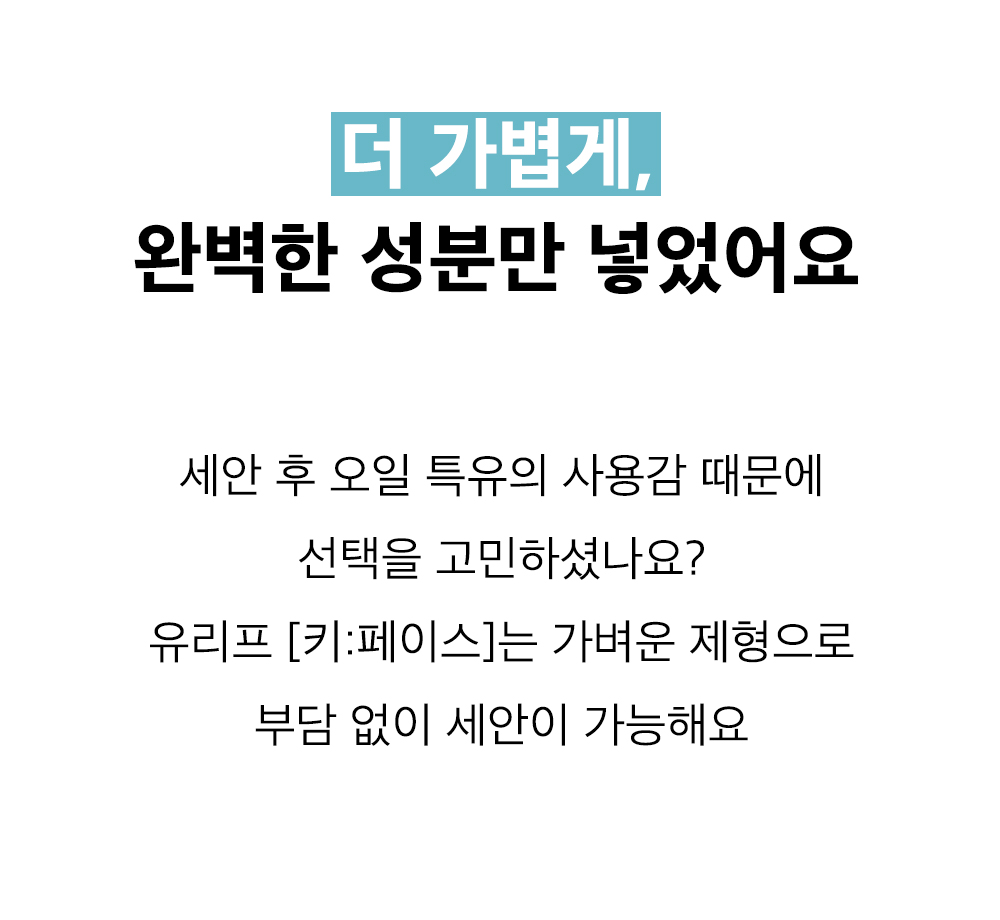 더 가볍게,
완벽한 성분만 넣었어요
세안 후 오일 특유의 사용감 때문에
선택을 고민하셨나요?
유리프 [키:페이스]는 가벼운 제형으로
부담 없이 세안이 가능해요